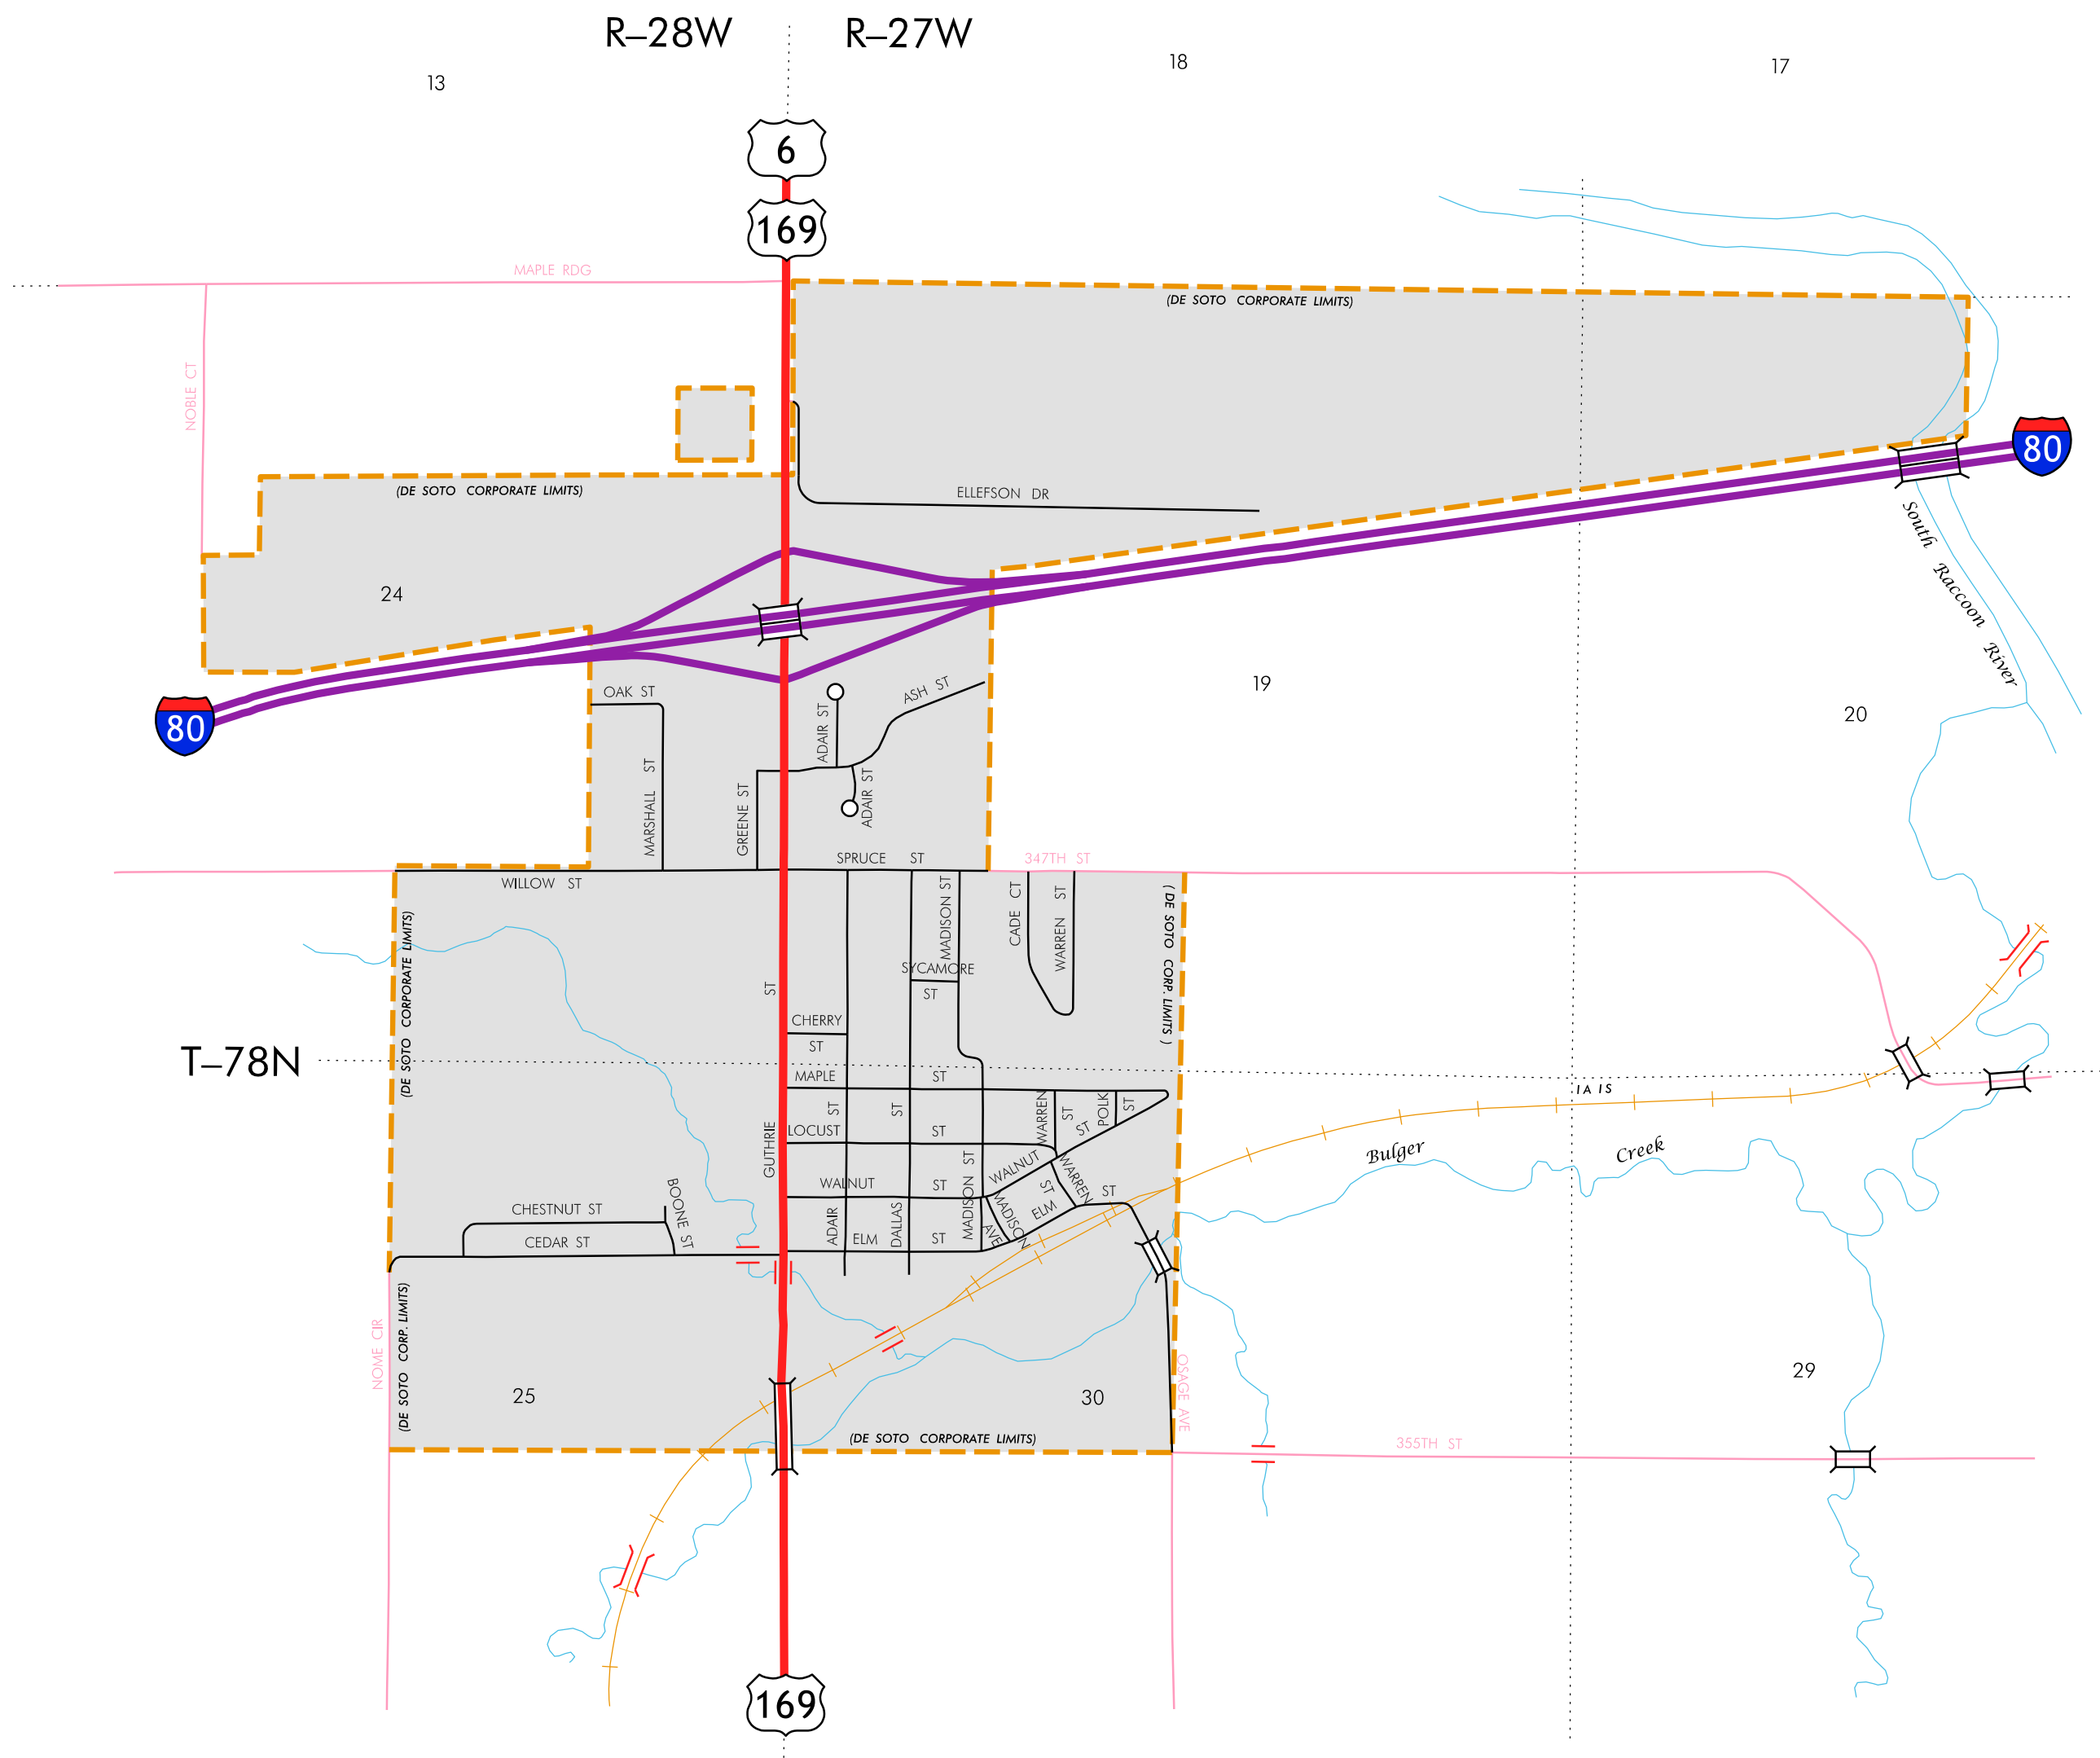 R–28W
R–27W
13
18
17
6
169
MAPLE RDG
(DE SOTO CORPORATE LIMITS)
NOBLE CT
80
(DE SOTO CORPORATE LIMITS)
ELLEFSON DR
South Raccoon River
24
19
20
80
OAK ST
ADAIR ST
ASH ST
MARSHALL ST
GREENE ST
ADAIR ST
SPRUCE ST
347TH ST
WILLOW ST
(DE SOTO CORPORATE LIMITS)
MADISON ST
CADE CT
WARREN ST
(DE SOTO CORP. LIMITS)
SYCAMORE
ST
GUTHRIE ST
CHERRY
ST
T–78N
MAPLE ST
IA IS
ADAIR ST
DALLAS ST
WARREN ST
POLK ST
LOCUST ST
WALNUT ST
Bulger Creek
MADISON ST
WALNUT ST
WARREN ST
CHESTNUT ST
BOONE ST
MADISON AVE
ELM ST
CEDAR ST
ELM ST
(DE SOTO CORP. LIMITS)
NOME CIR
OSAGE AVE
25
30
29
(DE SOTO CORPORATE LIMITS)
355TH ST
169